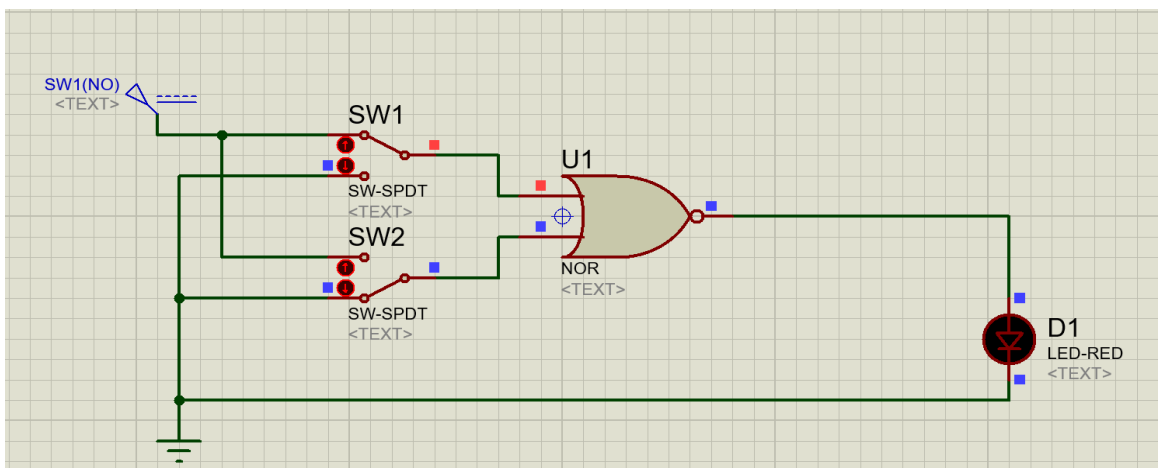 SW1(NO)
<TEXT>
SW1
SW-SPDT
<TEXT>
SW2
SW-SPDT
<TEXT>
U1
NOR
<TEXT>
D1
LED-RED
<TEXT>